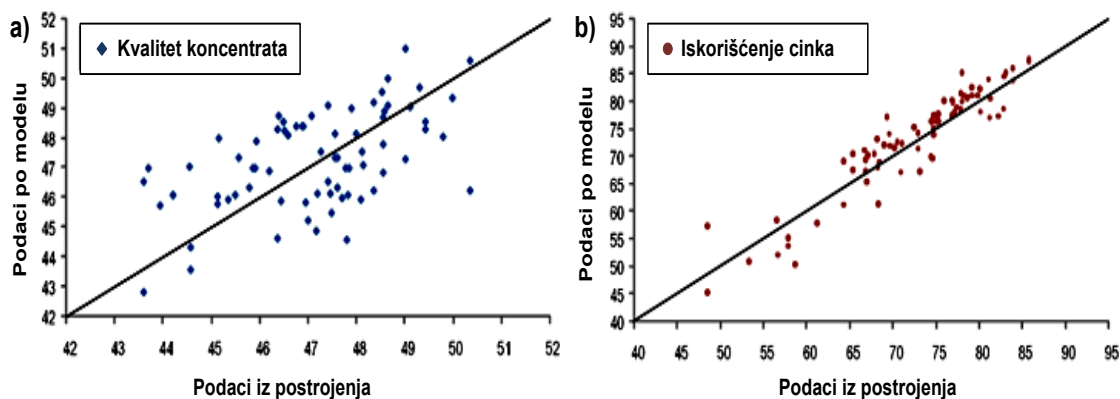 a)
Kvalitet koncentrata
Podaci po modelu
52
51
50
49
48
47
46
45
44
43
42
42 43 44 45 46 47 48 49 50 51 52
Podaci iz postrojenja
b)
Iskorišćenje cinka
Podaci po modelu
95
90
85
80
75
70
65
60
55
50
45
40
40 45 50 55 60 65 70 75 80 85 90 95
Podaci iz postrojenja